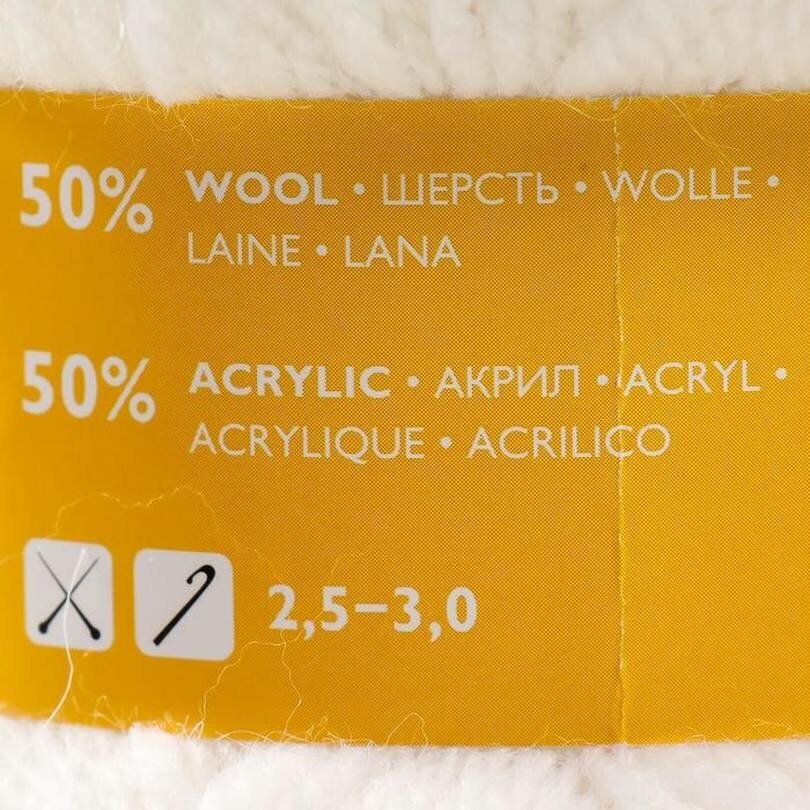 50% WOOL • ШЕРСТЬ • WOLLE •
LAINE • LANA
50% ACRYLIC • АКРИЛ • ACRYL •
ACRYLIQUE • ACRILICO
2,5–3,0